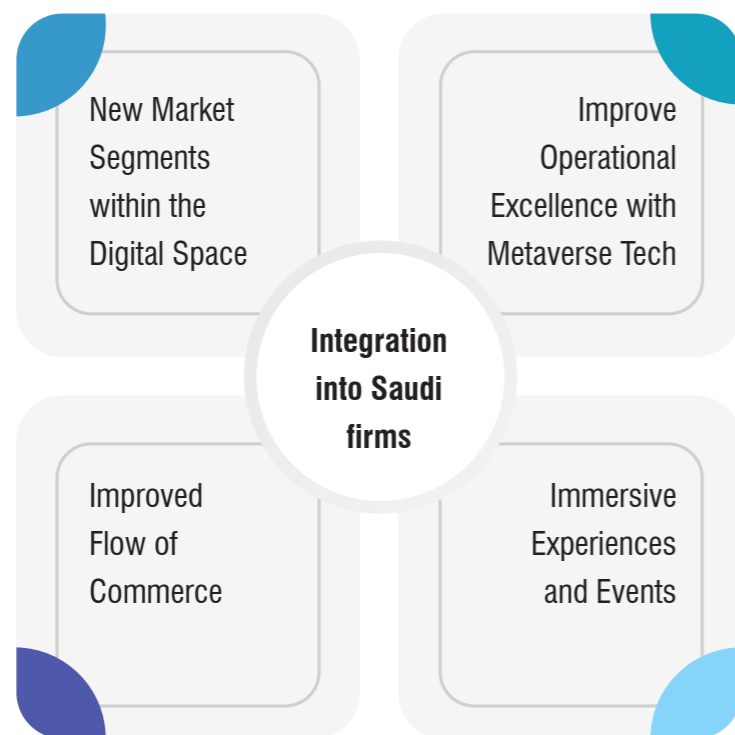 New Market
Segments
within the
Digital Space
Improve
Operational
Excellence with
Metaverse Tech
Integration
into Saudi
firms
Improved
Flow of
Commerce
Immersive
Experiences
and Events